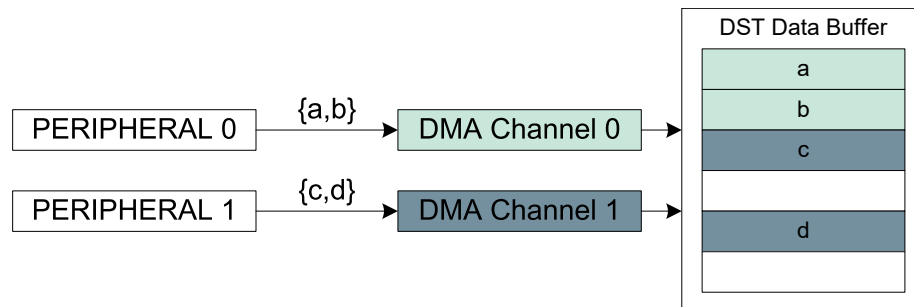 DST Data Buffer
a
{a,b}
b
PERIPHERAL 0
DMA Channel 0
c
{c,d}
PERIPHERAL 1
DMA Channel 1
d